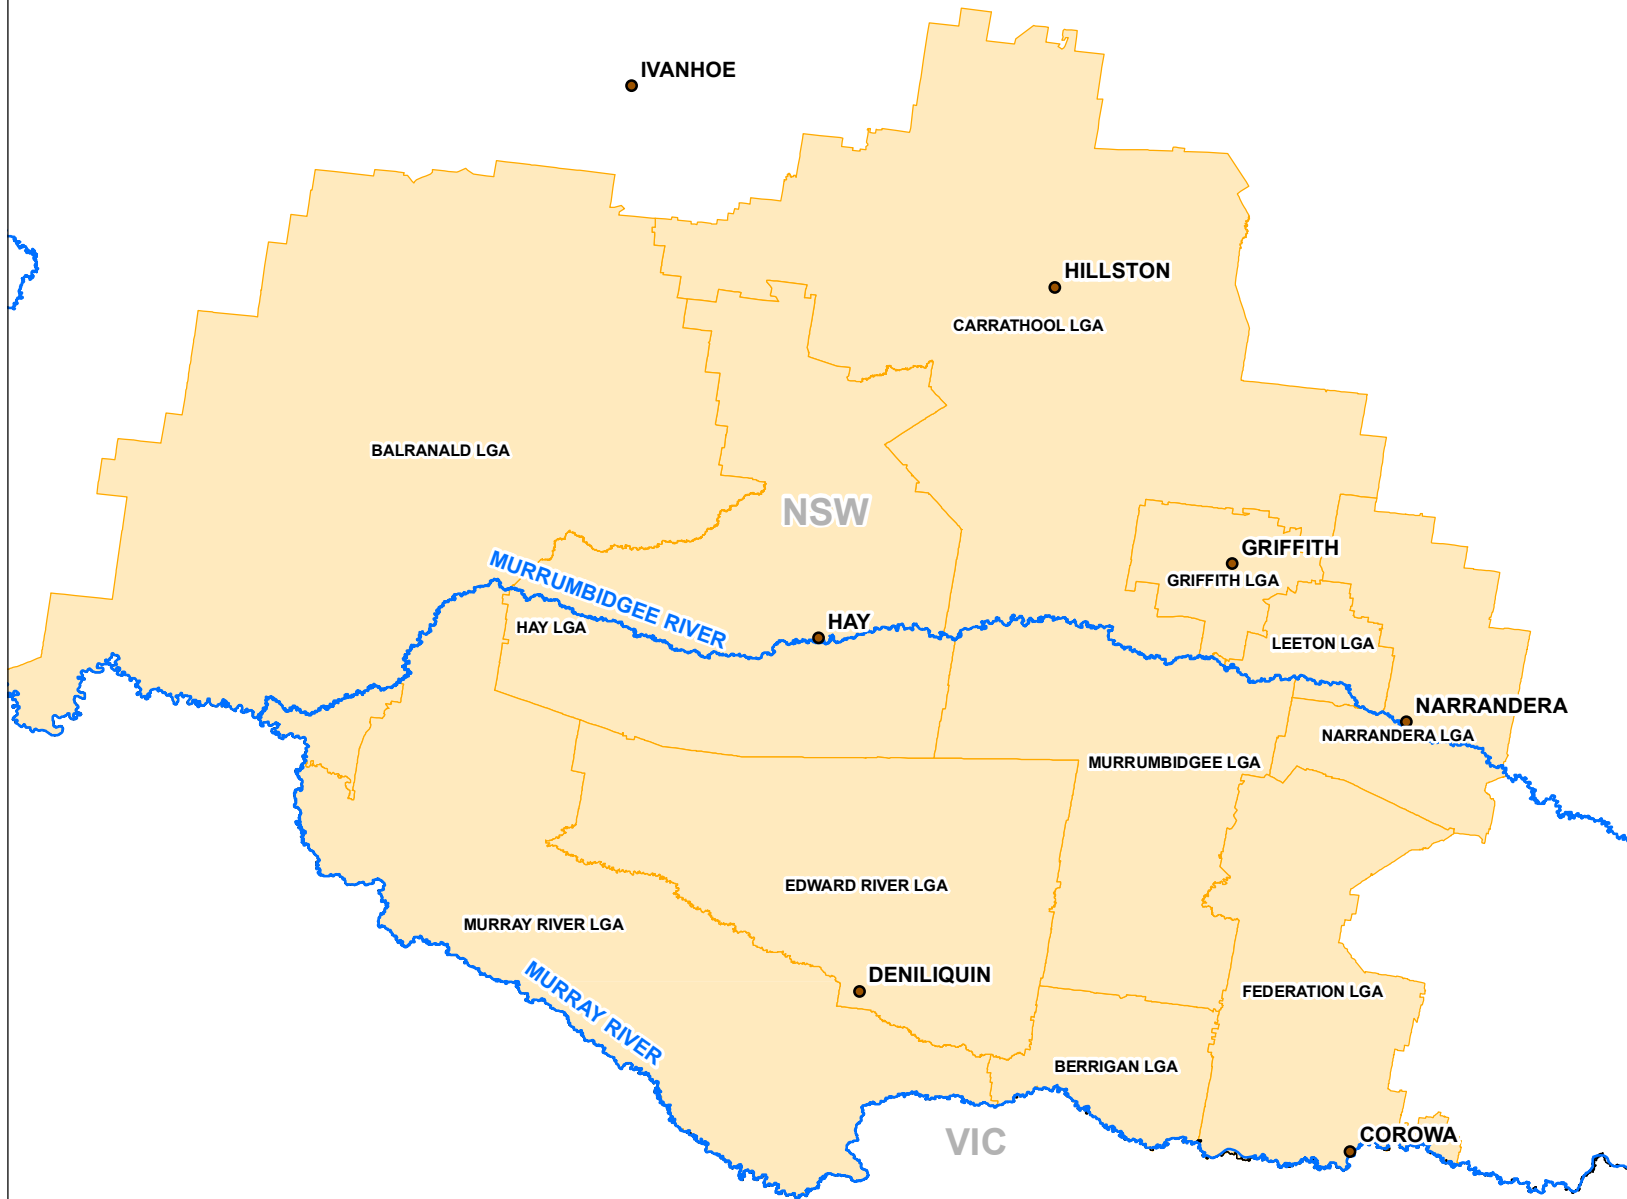 IVANHOE
HILLSTON
CARRATHOOL LGA
BALRANALD LGA
NSW
GRIFFITH
GRIFFITH LGA
MURRUMBIDGEE RIVER
HAY
HAY LGA
LEETON LGA
NARRANDERA
NARRANDERA LGA
MURRUMBIDGEE LGA
EDWARD RIVER LGA
MURRAY RIVER LGA
DENILIQUIN
FEDERATION LGA
MURRAY RIVER
BERRIGAN LGA
COROWA
VIC